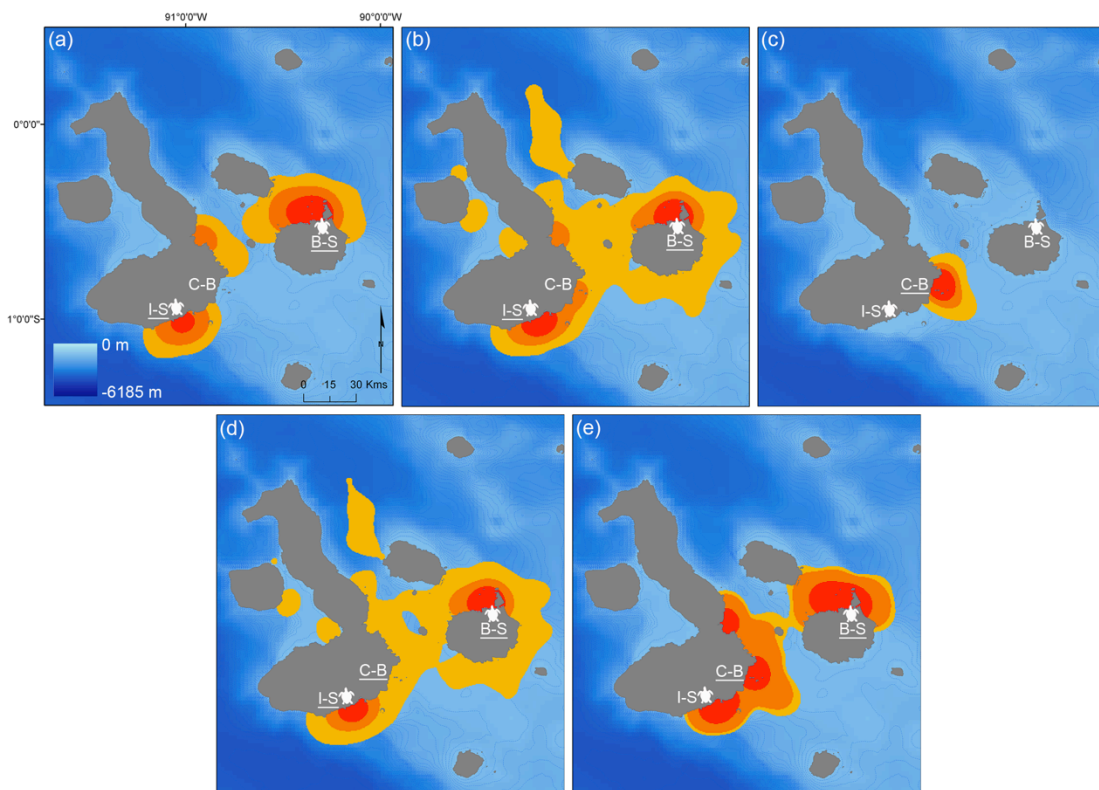 91°0'0"W
90°0'0"W
(a)
(b)
(c)
0°0'0"
B-S
B-S
B-S
C-B
C-B
C-B
I-S
I-S
I-S
1°0'0"S
0 m
-6185 m
N
0 15 30 Kms
(d)
(e)
B-S
B-S
C-B
C-B
I-S
I-S